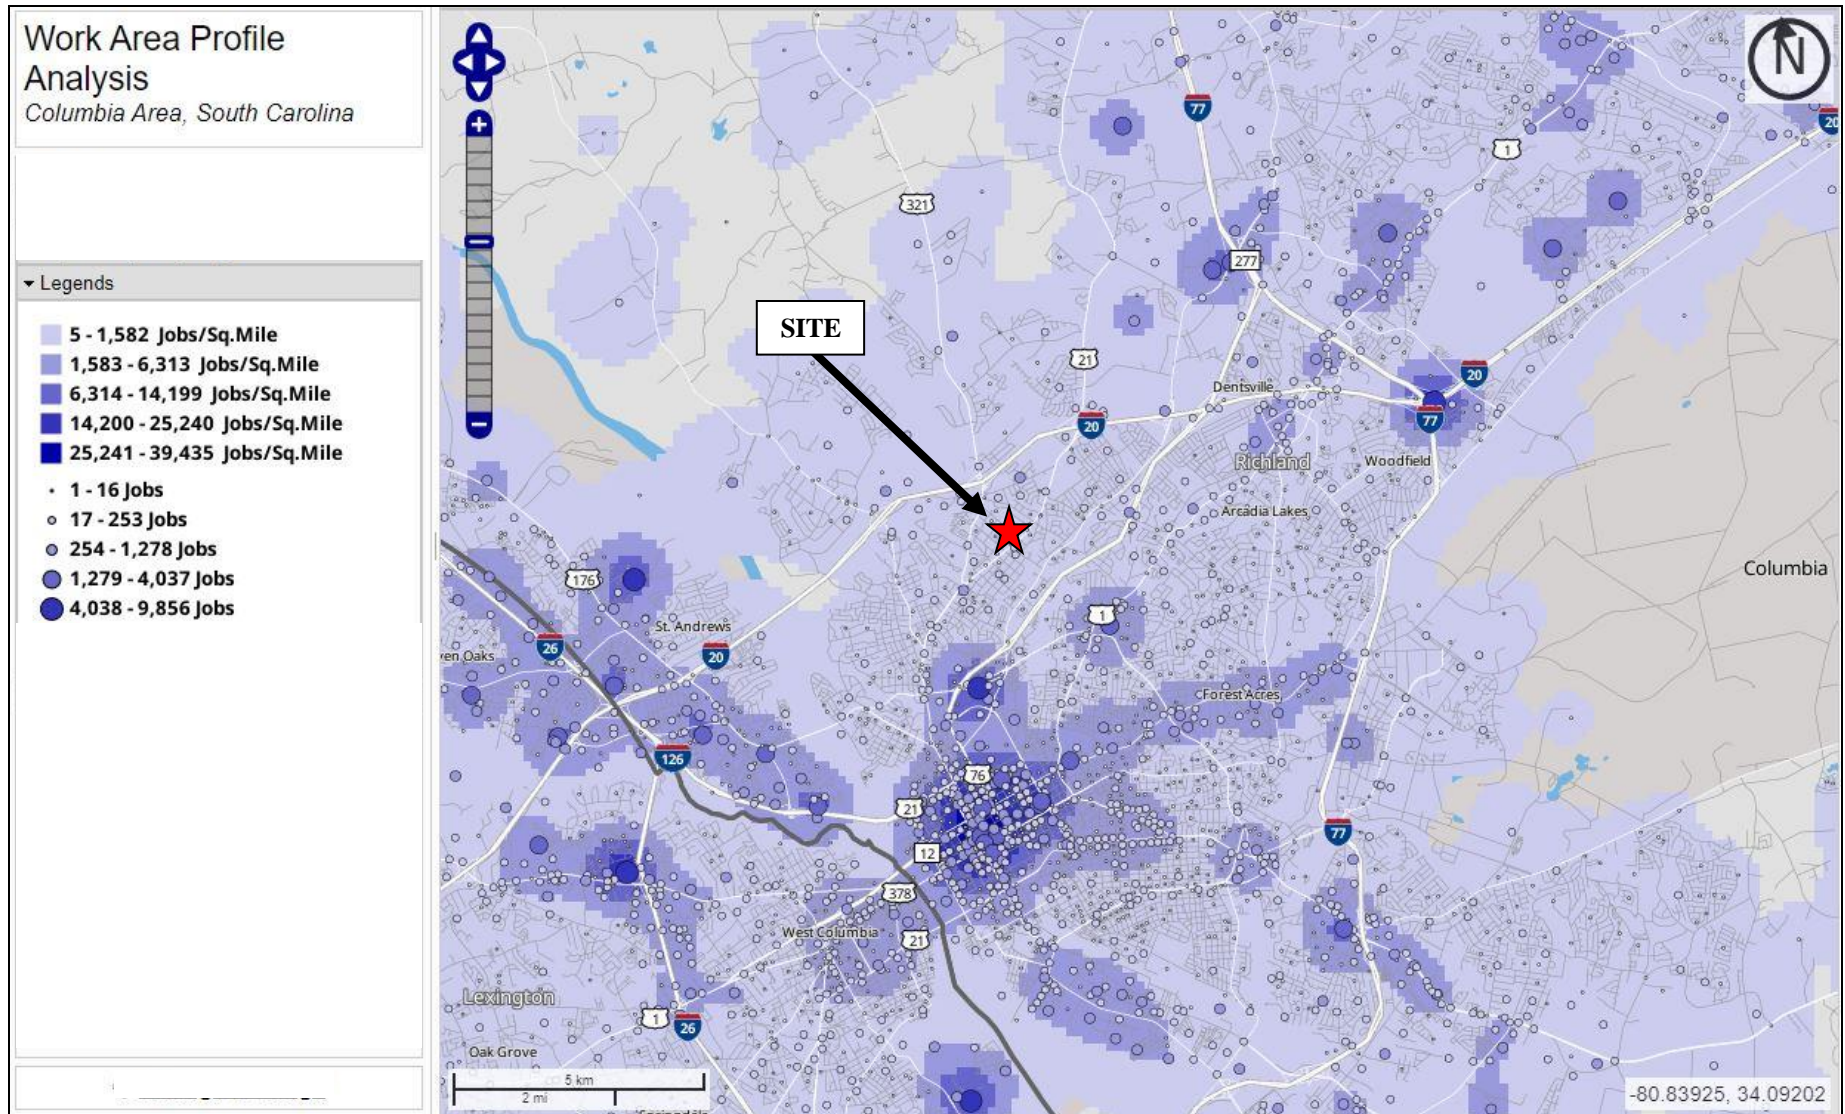 Work Area Profile
Analysis
Columbia Area, South Carolina
Legends
5 - 1,582 Jobs/Sq.Mile
1,583 - 6,313 Jobs/Sq.Mile
6,314 - 14,199 Jobs/Sq.Mile
14,200 - 25,240 Jobs/Sq.Mile
25,241 - 39,435 Jobs/Sq.Mile
1 - 16 Jobs
17 - 253 Jobs
254 - 1,278 Jobs
1,279 - 4,037 Jobs
4,038 - 9,856 Jobs
N
77
20
1
321
277
SITE
21
20
Dentsville
20
77
Richland
Woodfield
Arcadia Lakes
Columbia
176
1
St. Andrews
26
20
ven Oaks
Forest Acres
126
76
21
77
12
378
West Columbia
21
Lexington
1
26
Oak Grove
5 km
2 mi
-80.83925, 34.09202